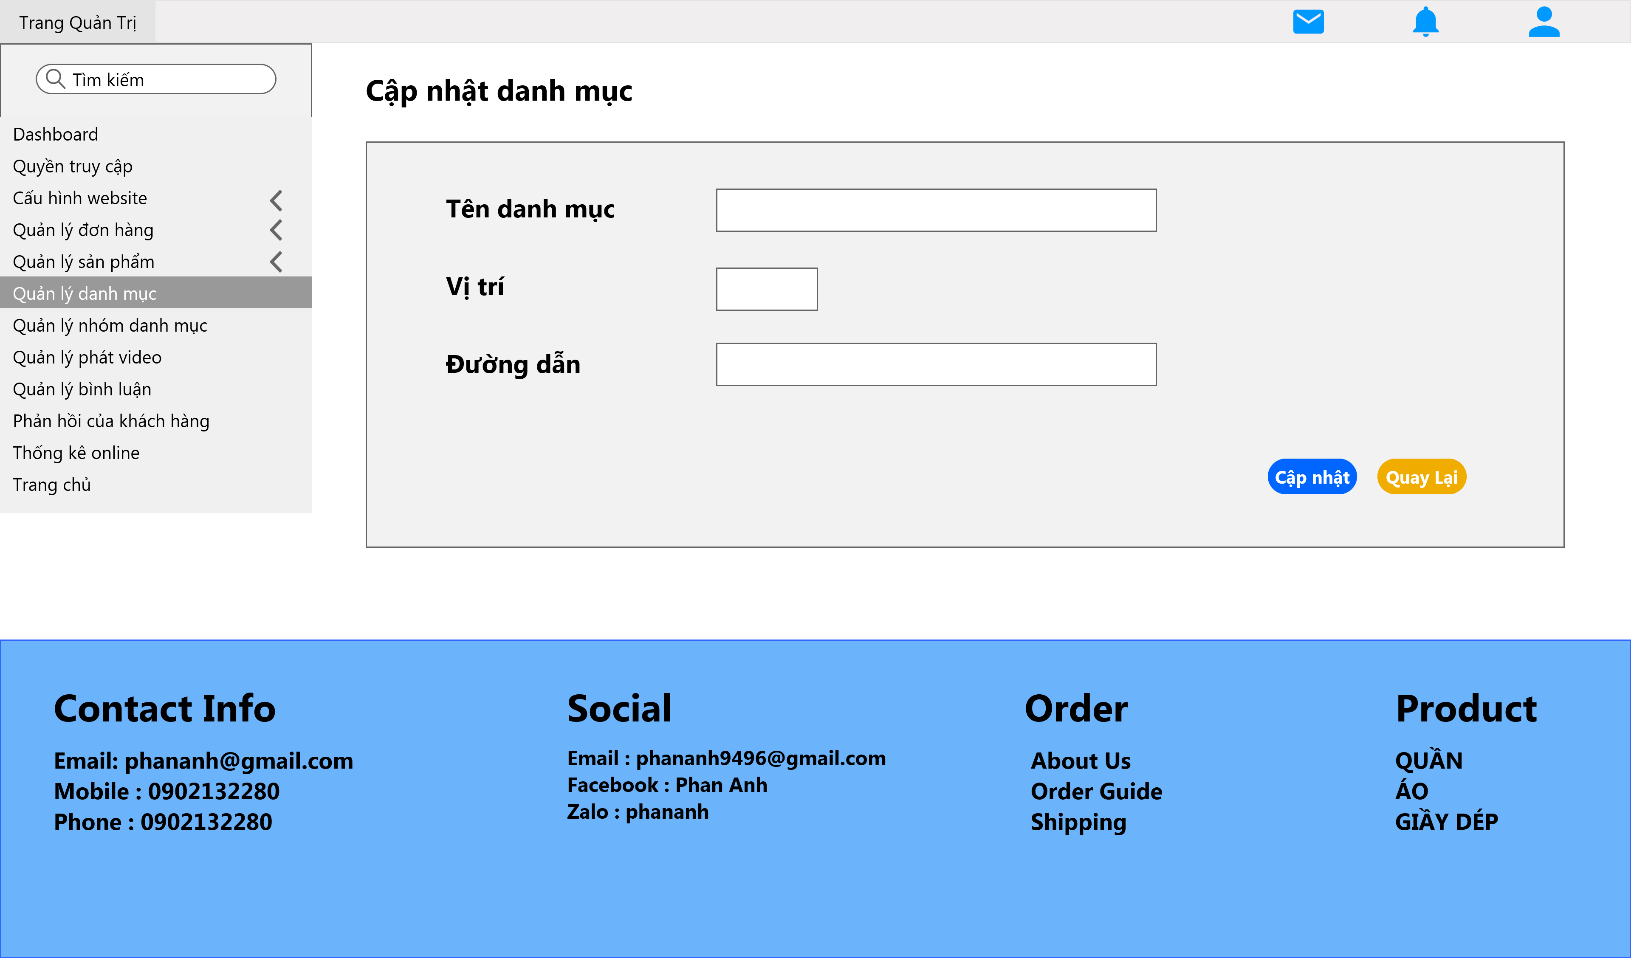 Trang Quản Trị
Tìm kiếm
Dashboard
Quyền truy cập
Cấu hình website
Quản lý đơn hàng
Quản lý sản phẩm
Quản lý danh mục
Quản lý nhóm danh mục
Quản lý phát video
Quản lý bình luận
Phản hồi của khách hàng
Thống kê online
Trang chủ
Cập nhật danh mục
Tên danh mục
Vị trí
Đường dẫn
Cập nhật
Quay Lại
Contact Info
Email: phananh@gmail.com
Mobile : 0902132280
Phone : 0902132280
Social
Email : phananh9496@gmail.com
Facebook : Phan Anh
Zalo : phananh
Order
About Us
Order Guide
Shipping
Product
QUẦN
ÁO
GIẦY DÉP